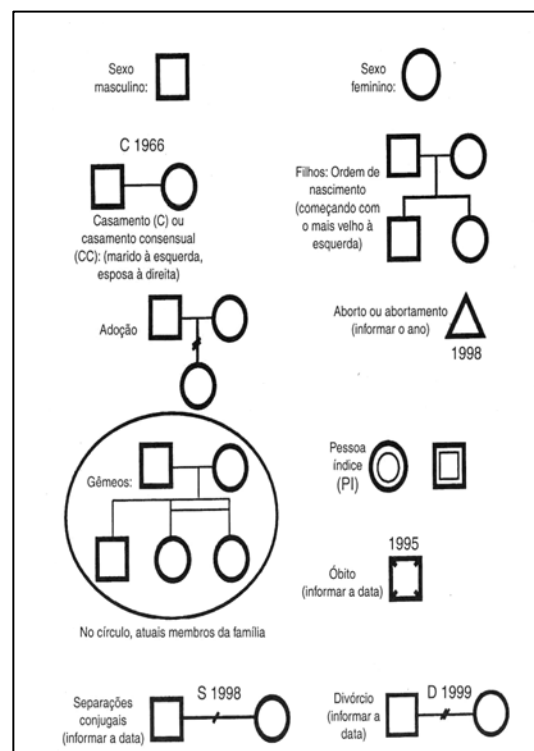 Sexo
masculino:
Sexo
feminino:
C 1966
Casamento (C) ou
casamento consensual
(CC): (marido à esquerda,
esposa à direita)
Filhos: Ordem de
nascimento
(começando com
o mais velho à
esquerda)
Adoção
Aborto ou abortamento
(informar o ano)
1998
Gêmeos:
No círculo, atuais membros da família
Pessoa
índice
(PI)
1995
Óbito
(informar a data)
Separações
conjugais
(informar a data)
S 1998
Divórcio
(informar a
data)
D 1999